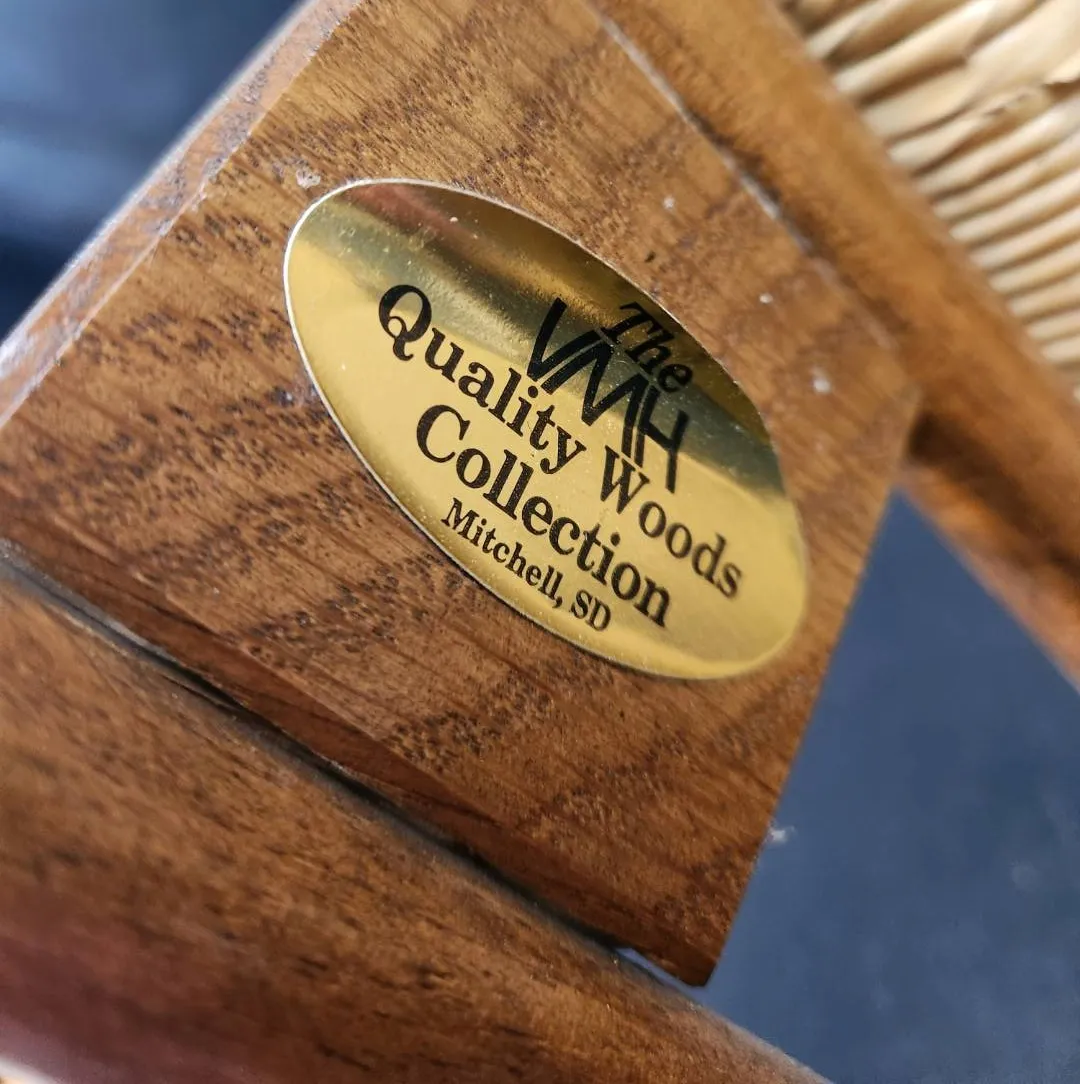 The
VMH
Quality Woods
Collection
Mitchell, SD